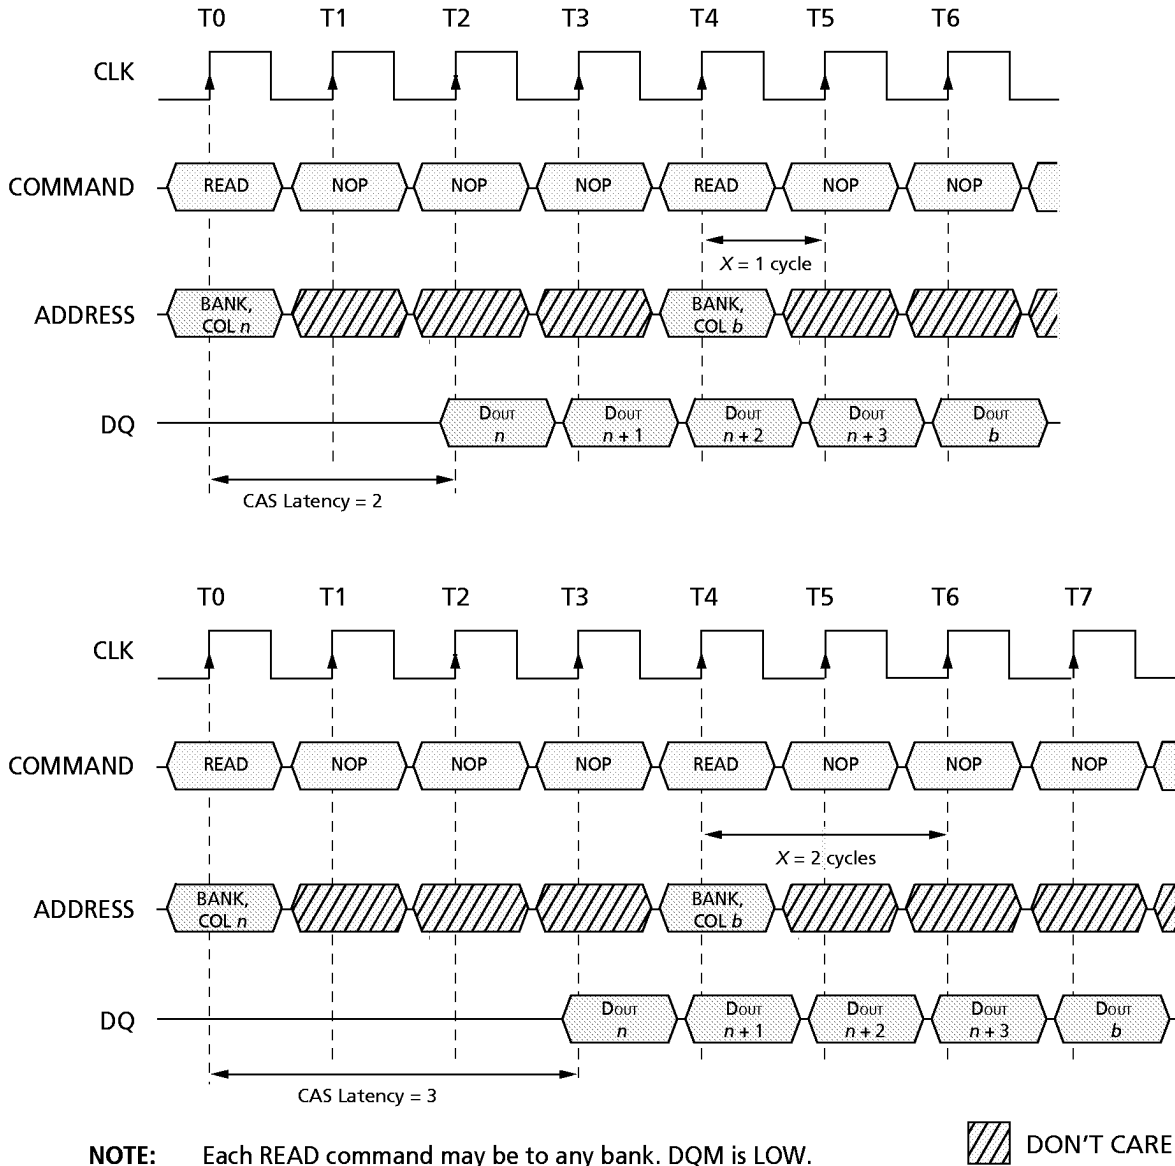 T0 T1 T2 T3 T4 T5 T6
CLK
COMMAND READ NOP NOP NOP READ NOP NOP
X = 1 cycle
ADDRESS BANK, COL n BANK, COL b
DQ DOUT n DOUT n + 1 DOUT n + 2 DOUT n + 3 DOUT b
CAS Latency = 2
T0 T1 T2 T3 T4 T5 T6 T7
CLK
COMMAND READ NOP NOP NOP READ NOP NOP NOP
X = 2 cycles
ADDRESS BANK, COL n BANK, COL b
DQ DOUT n DOUT n + 1 DOUT n + 2 DOUT n + 3 DOUT b
CAS Latency = 3
NOTE: Each READ command may be to any bank. DQM is LOW.
DON'T CARE